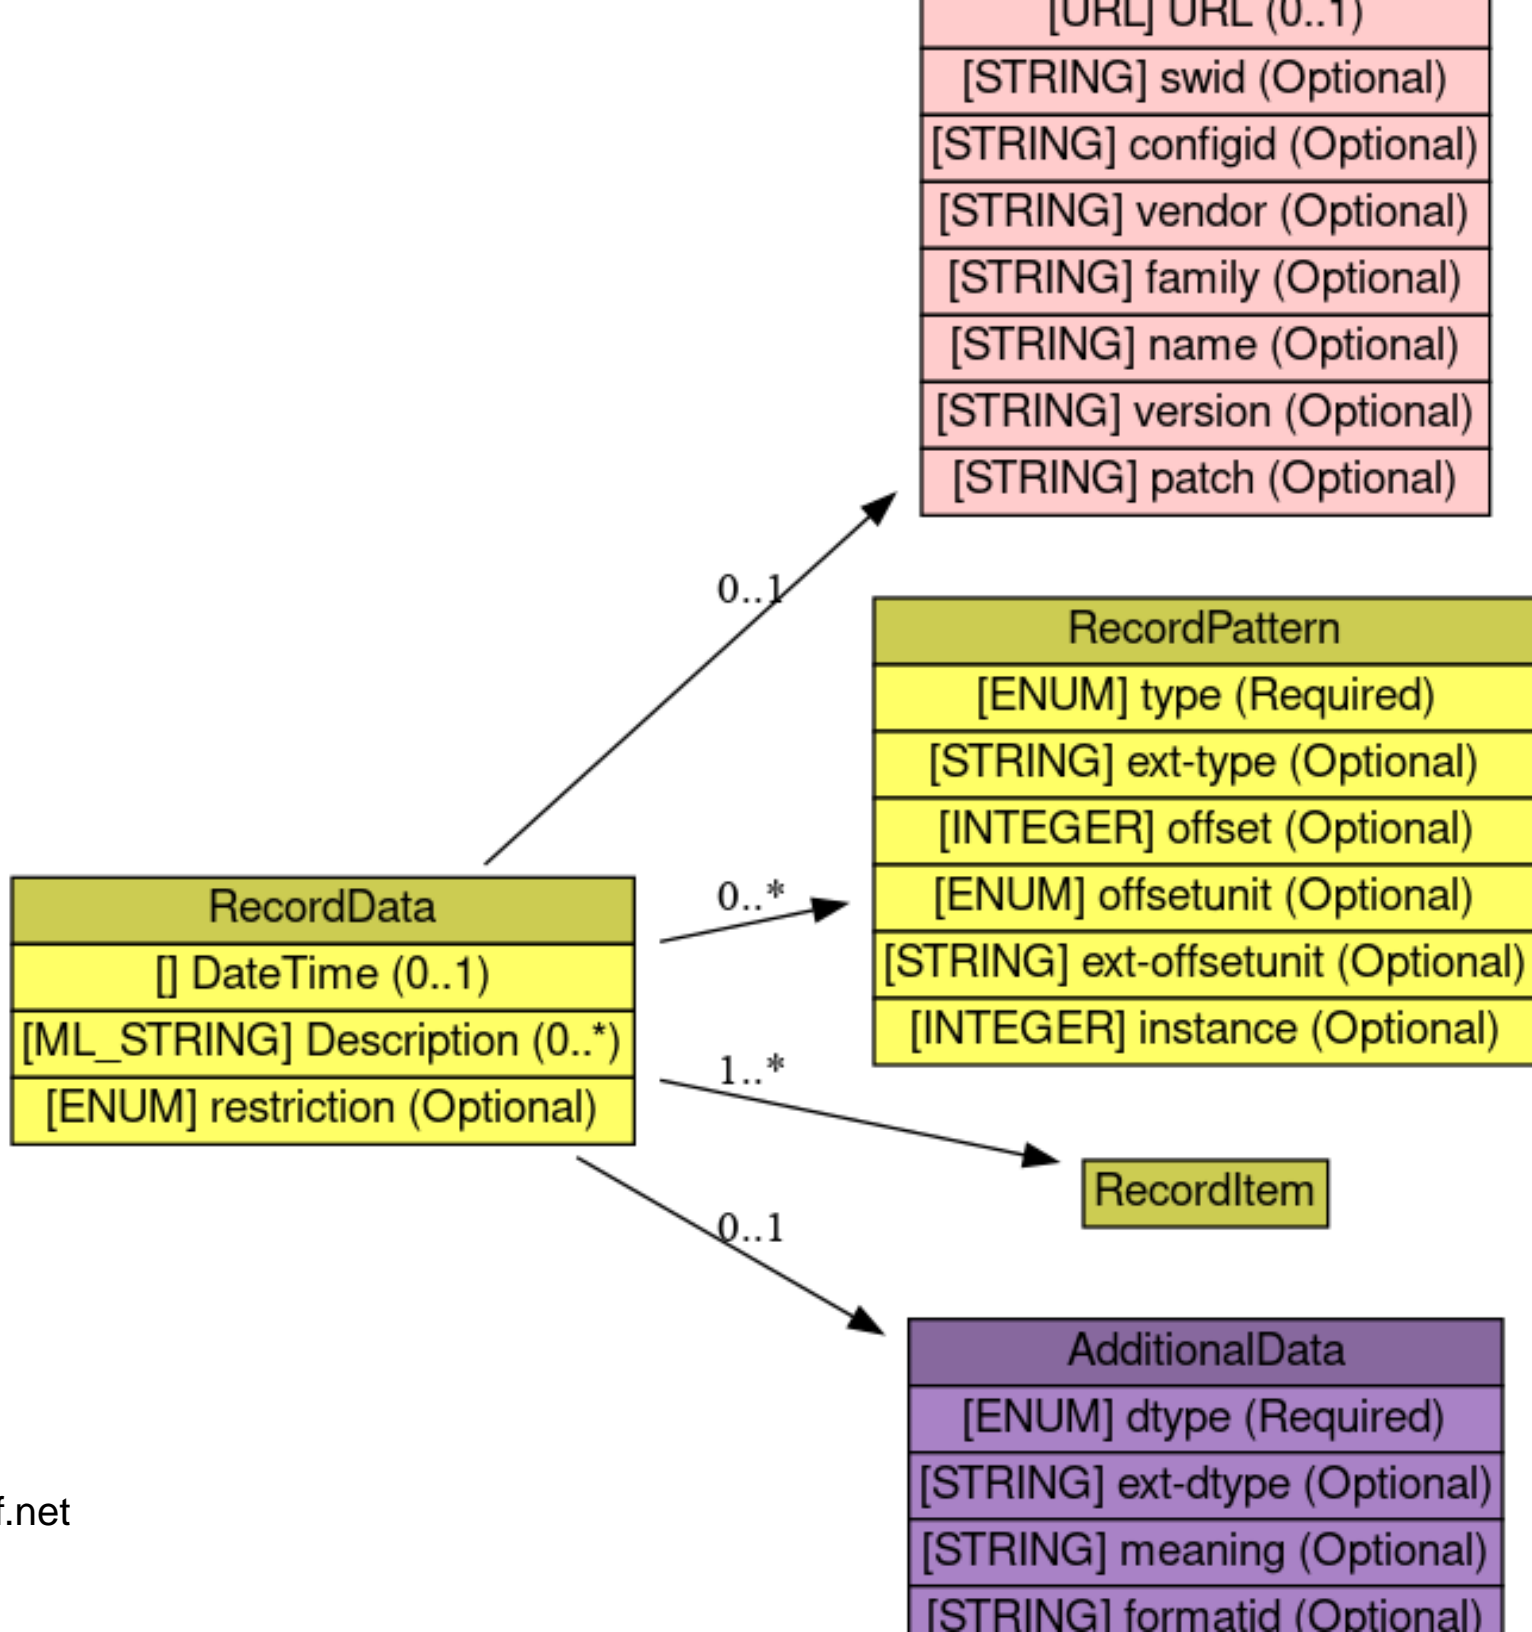 [URL] URL (0..1)
[STRING] swid (Optional)
[STRING] configid (Optional)
[STRING] vendor (Optional)
[STRING] family (Optional)
[STRING] name (Optional)
[STRING] version (Optional)
[STRING] patch (Optional)
0..1
RecordPattern
[ENUM] type (Required)
[STRING] ext-type (Optional)
[INTEGER] offset (Optional)
[ENUM] offsetunit (Optional)
[STRING] ext-offsetunit (Optional)
[INTEGER] instance (Optional)
RecordData
[] DateTime (0..1)
[ML_STRING] Description (0..*)
[ENUM] restriction (Optional)
0..*
1..*
RecordItem
0..1
AdditionalData
[ENUM] dtype (Required)
[STRING] ext-dtype (Optional)
[STRING] meaning (Optional)
[STRING] formatid (Optional)
f.net